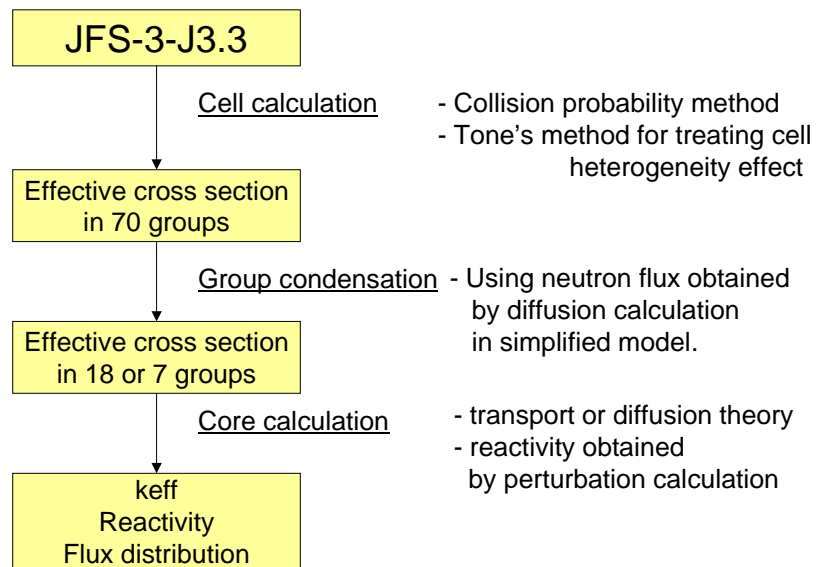 JFS-3-J3.3
Cell calculation
- Collision probability method
- Tone's method for treating cell
heterogeneity effect
Effective cross section
in 70 groups
Group condensation
- Using neutron flux obtained
by diffusion calculation
in simplified model.
Effective cross section
in 18 or 7 groups
Core calculation
- transport or diffusion theory
- reactivity obtained
by perturbation calculation
keff
Reactivity
Flux distribution